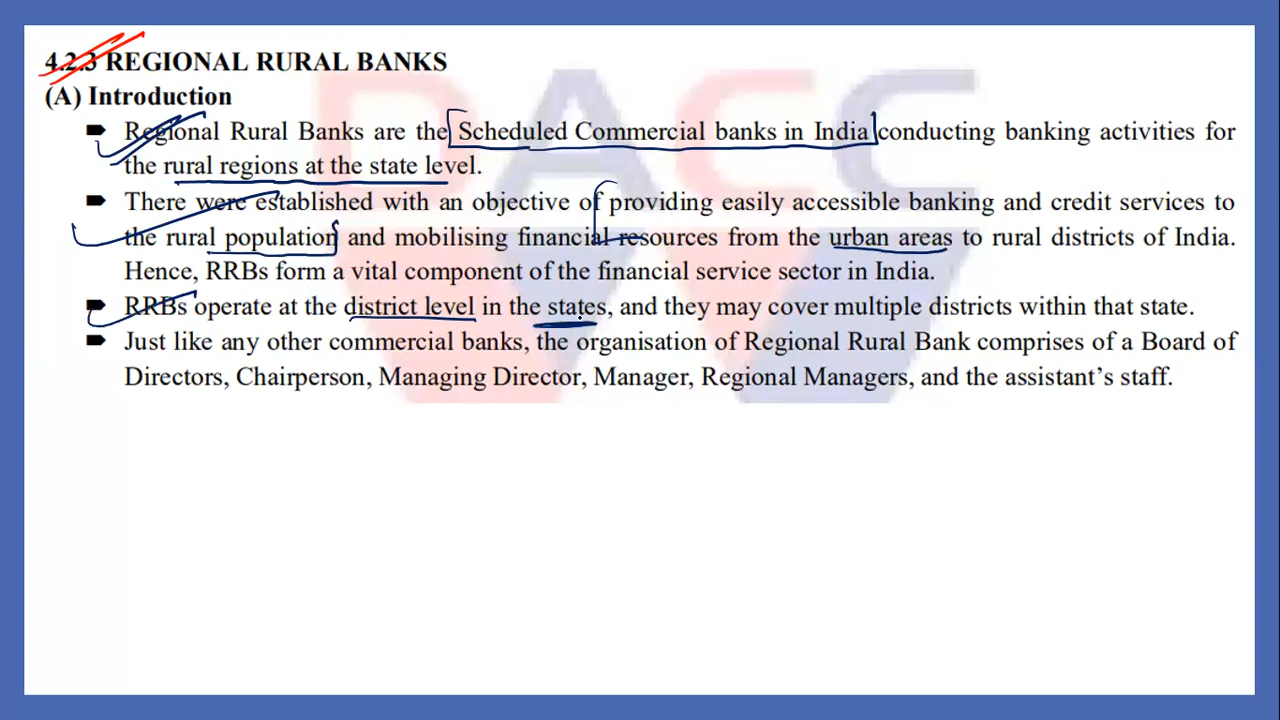 DACC
4.2.3 REGIONAL RURAL BANKS
(A) Introduction
Regional Rural Banks are the Scheduled Commercial banks in India conducting banking activities for
the rural regions at the state level.
There were established with an objective of providing easily accessible banking and credit services to
the rural population and mobilising financial resources from the urban areas to rural districts of India.
Hence, RRBs form a vital component of the financial service sector in India.
RRBs operate at the district level in the states, and they may cover multiple districts within that state.
Just like any other commercial banks, the organisation of Regional Rural Bank comprises of a Board of
Directors, Chairperson, Managing Director, Manager, Regional Managers, and the assistant's staff.